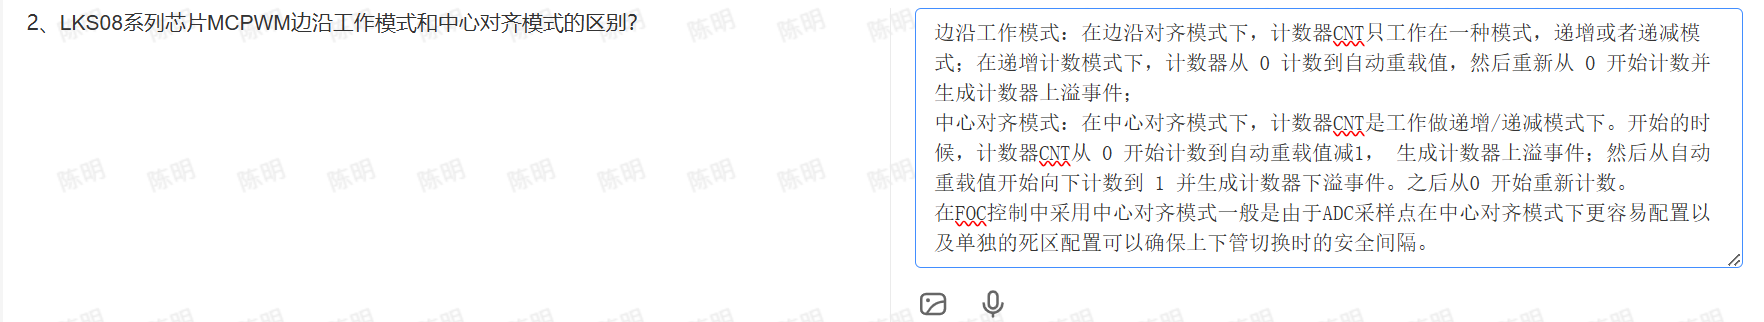 2、LKS08系列芯片MCPWM边沿工作模式和中心对齐模式的区别?
边沿工作模式：在边沿对齐模式下，计数器CNT只工作在一种模式，递增或者递减模
式；在递增计数模式下，计数器从 0 计数到自动重载值，然后重新从 0 开始计数并
生成计数器上溢事件；
中心对齐模式：在中心对齐模式下，计数器CNT是工作做递增/递减模式下。开始的时
候，计数器CNT从 0 开始计数到自动重载值减1， 生成计数器上溢事件；然后从自动
重载值开始向下计数到 1 并生成计数器下溢事件。之后从0 开始重新计数。
在FOC控制中采用中心对齐模式一般是由于ADC采样点在中心对齐模式下更容易配置以
及单独的死区配置可以确保上下管切换时的安全间隔。
陈明 陈明 陈明 陈明 陈明 陈明 陈明 陈明 陈明 陈明